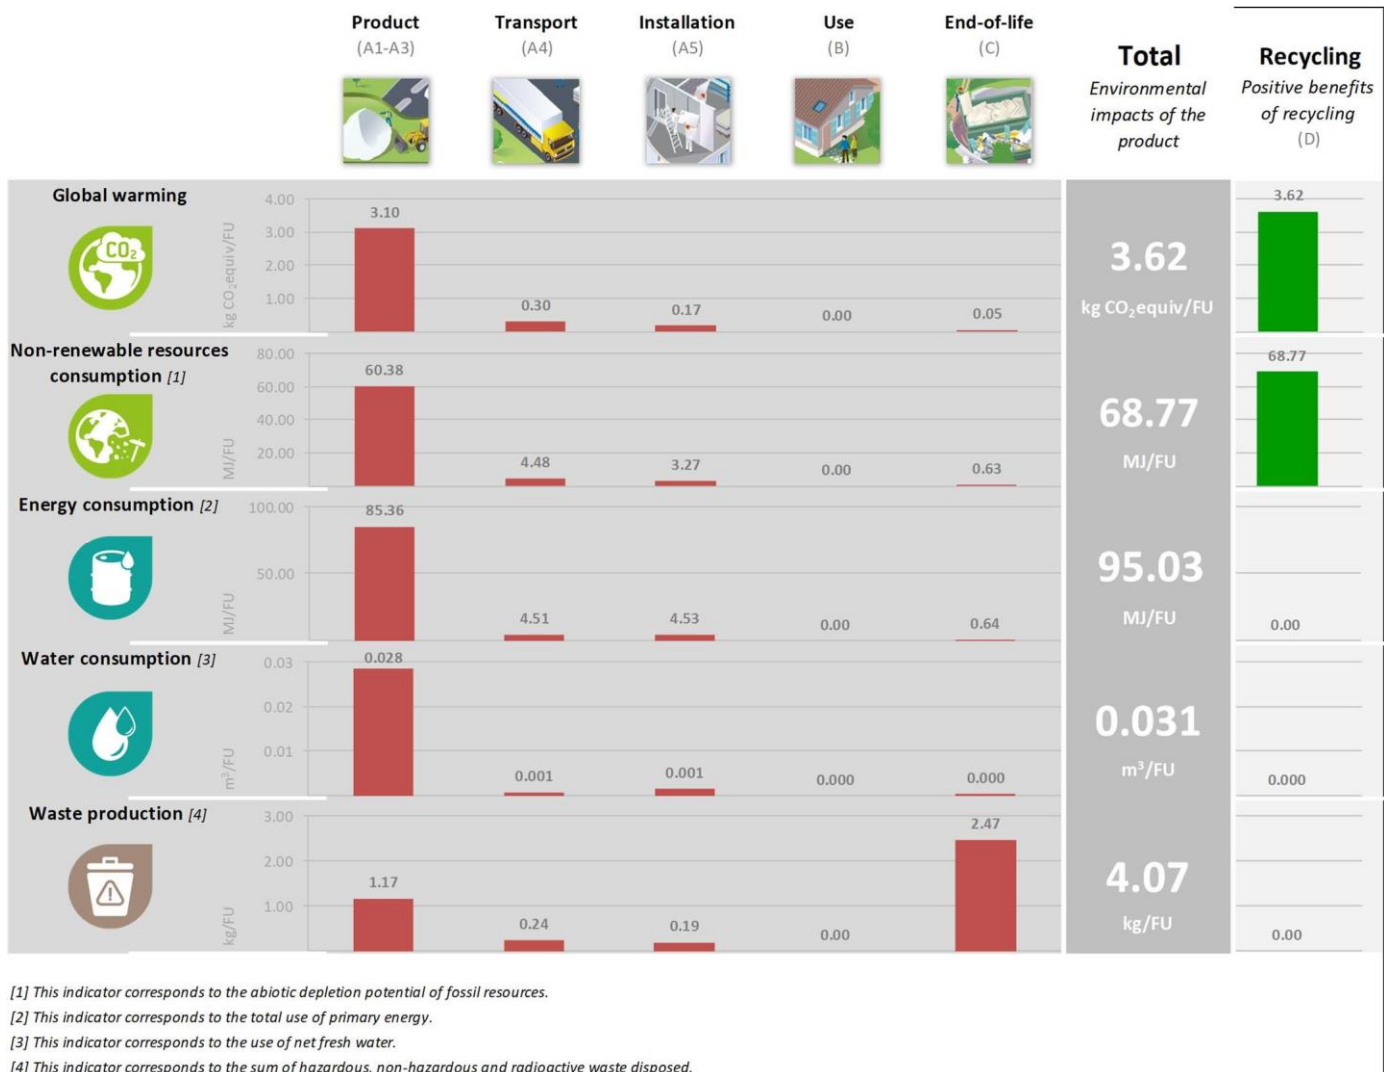 Product
(A1-A3)
Transport
(A4)
Installation
(A5)
Use
(B)
End-of-life
(C)
Total
Environmental
impacts of the
product
Recycling
Positive benefits
of recycling
(D)
Global warming
CO2
kg CO2equiv/FU
4.00
3.00
2.00
1.00
3.10
0.30
0.17
0.00
0.05
3.62
kg CO2equiv/FU
3.62
Non-renewable resources
consumption [1]
MJ/FU
80.00
60.00
40.00
20.00
60.38
4.48
3.27
0.00
0.63
68.77
MJ/FU
68.77
Energy consumption [2]
MJ/FU
100.00
50.00
85.36
4.51
4.53
0.00
0.64
95.03
MJ/FU
0.00
Water consumption [3]
m³/FU
0.03
0.02
0.01
0.028
0.001
0.001
0.000
0.000
0.031
m³/FU
0.000
Waste production [4]
kg/FU
3.00
2.00
1.00
1.17
0.24
0.19
0.00
2.47
4.07
kg/FU
0.00
[1] This indicator corresponds to the abiotic depletion potential of fossil resources.
[2] This indicator corresponds to the total use of primary energy.
[3] This indicator corresponds to the use of net fresh water.
[4] This indicator corresponds to the sum of hazardous, non-hazardous and radioactive waste disposed.